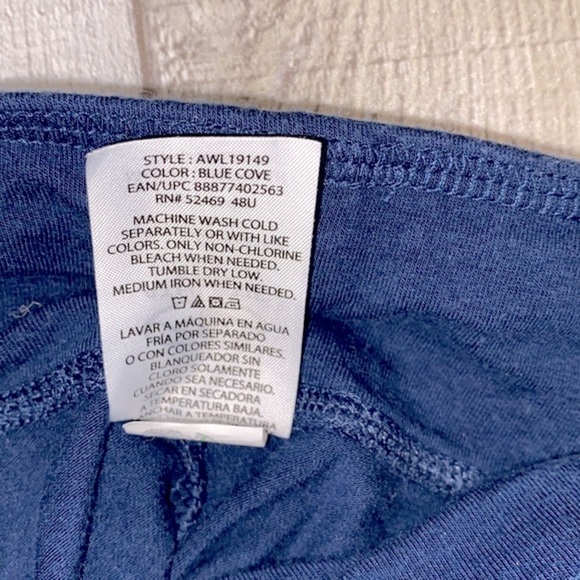 STYLE : AWL19149
COLOR : BLUE COVE
EAN/UPC 88877402563
RN# 52469 48U
MACHINE WASH COLD
SEPARATELY OR WITH LIKE
COLORS. ONLY NON-CHLORINE
BLEACH WHEN NEEDED.
TUMBLE DRY LOW.
MEDIUM IRON WHEN NEEDED.
LAVAR A MÁQUINA EN AGUA
FRÍA POR SEPARADO
O CON COLORES SIMILARES.
BLANQUEADOR SIN
CLORO SOLAMENTE
CUANDO SEA NECESARIO.
SECAR EN SECADORA
A TEMPERATURA BAJA.
ANCHAR A TEMPERATURA